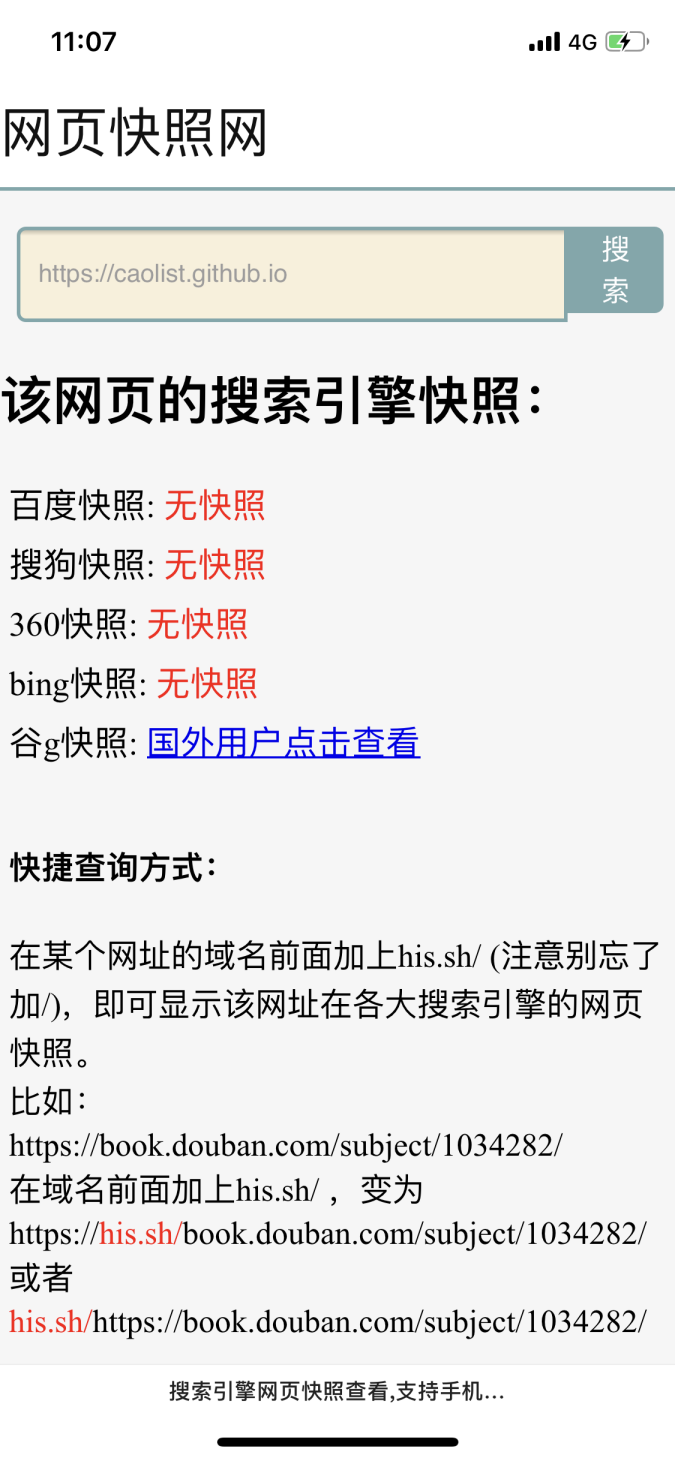 11:07
4G
网页快照网
https://caolist.github.io
搜
索
该网页的搜索引擎快照：
百度快照: 无快照
搜狗快照: 无快照
360快照: 无快照
bing快照: 无快照
谷g快照: 国外用户点击查看
快捷查询方式：
在某个网址的域名前面加上his.sh/ (注意别忘了
加/)，即可显示该网址在各大搜索引擎的网页
快照。
比如：
https://book.douban.com/subject/1034282/
在域名前面加上his.sh/ ，变为
https://his.sh/book.douban.com/subject/1034282/
或者
his.sh/https://book.douban.com/subject/1034282/
搜索引擎网页快照查看,支持手机...